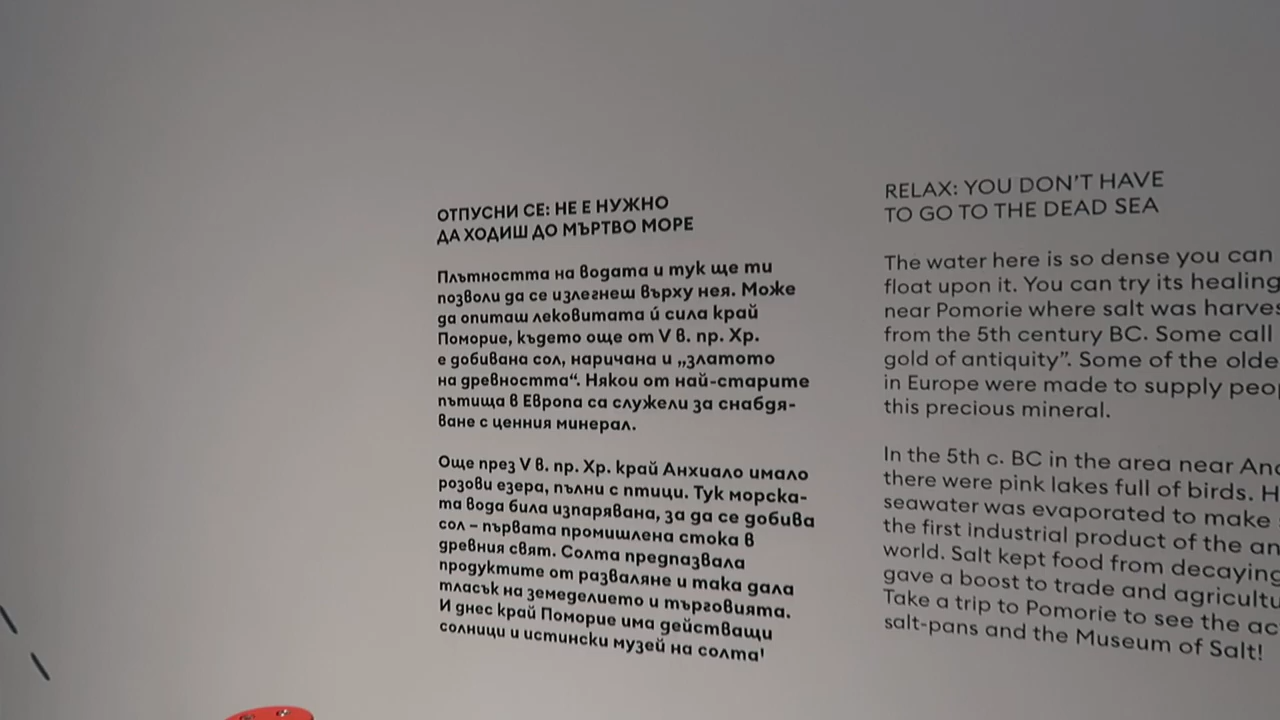 ОТПУСНИ СЕ: НЕ Е НУЖНО
ДА ХОДИШ ДО МЪРТВО МОРЕ
Плътността на водата и тук ще ти
позволи да се излегнеш върху нея. Може
да опиташ лековитата ѝ сила край
Поморие, където още от V в. пр. Хр.
е добивана сол, наричана и „златото
на древността“. Някои от най-старите
пътища в Европа са служели за снабдя-
ване с ценния минерал.
Още през V в. пр. Хр. край Анхиало имало
розови езера, пълни с птици. Тук морска-
та вода била изпарявана, за да се добива
сол – първата промишлена стока в
древния свят. Солта предпазвала
продуктите от разваляне и така дала
тласък на земеделието и търговията.
И днес край Поморие има действащи
солници и истински музей на солта!
RELAX: YOU DON’T HAVE
TO GO TO THE DEAD SEA
The water here is so dense you can
float upon it. You can try its healing
near Pomorie where salt was
from the 5th century BC. Some call
gold of antiquity”. Some of the
in Europe were made to supply
this precious mineral.
In the 5th c. BC in the area near
there were pink lakes full of birds.
seawater was evaporated to make
the first industrial product of the
world. Salt kept food from decaying
gave a boost to trade and
Take a trip to Pomorie to see the
salt-pans and the Museum of Salt!